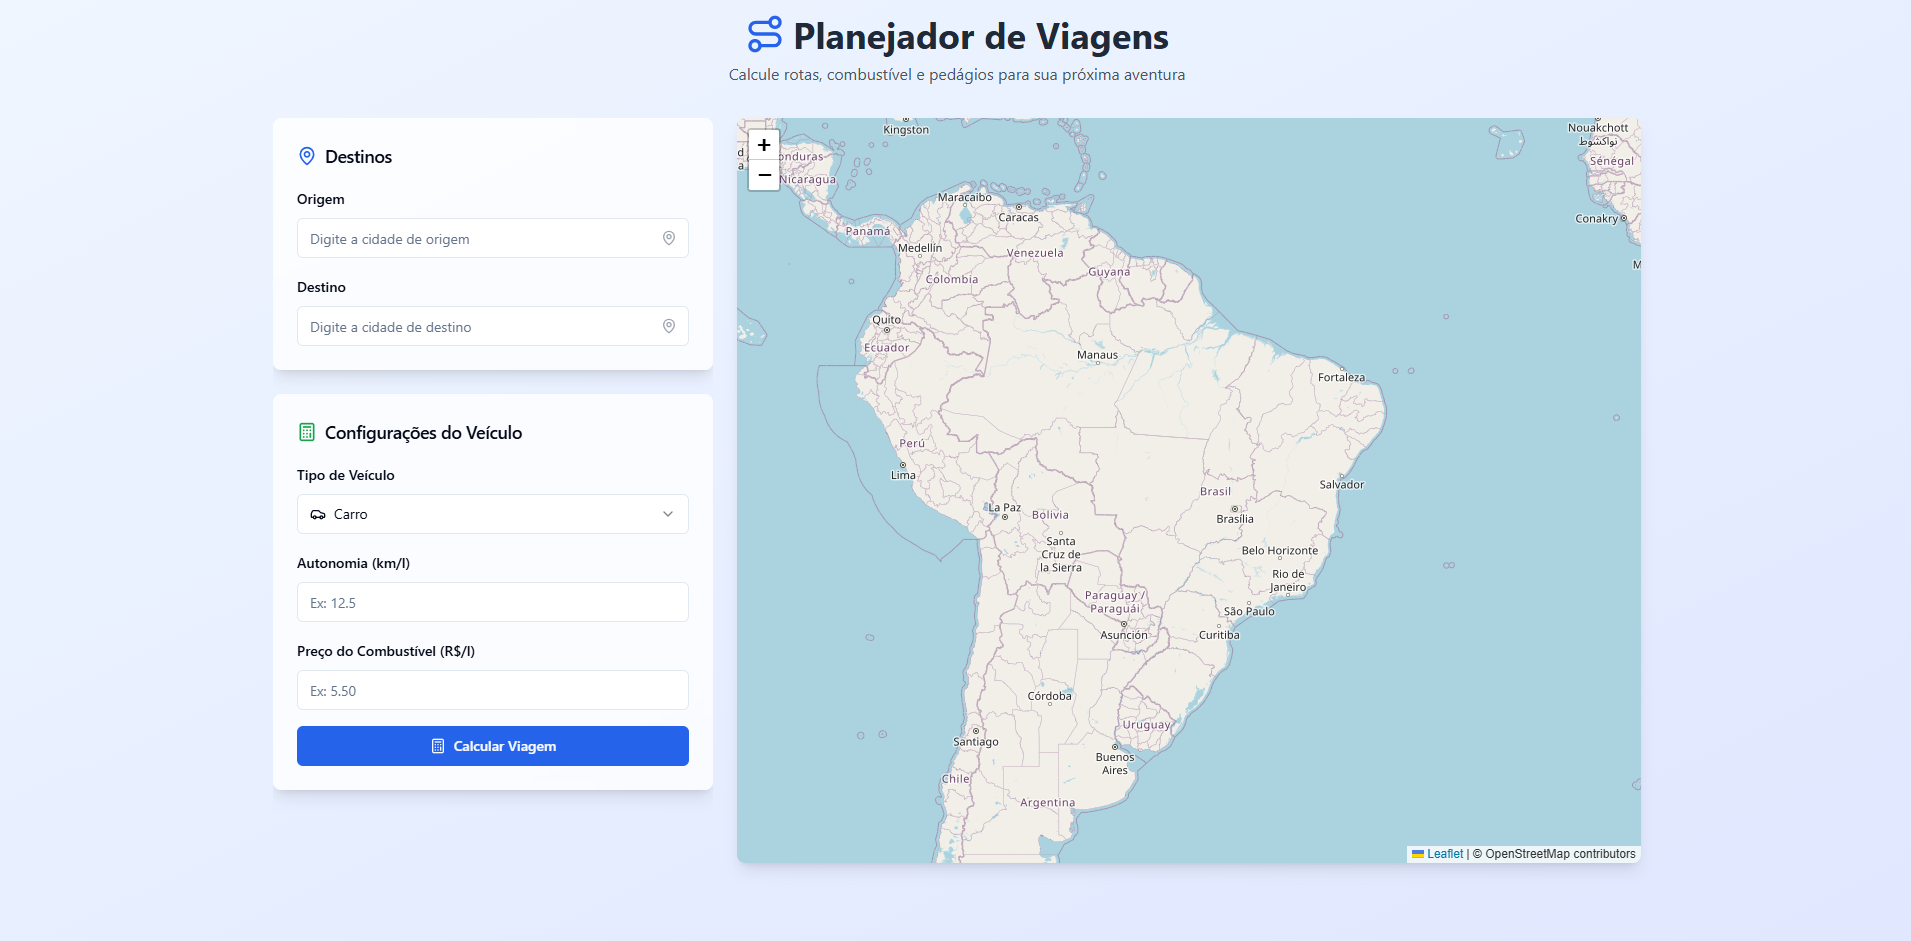 Planejador de Viagens
Calcule rotas, combustível e pedágios para sua próxima aventura
Destinos
Origem
Digite a cidade de origem
Destino
Digite a cidade de destino
Configurações do Veículo
Tipo de Veículo
Carro
Autonomia (km/l)
Ex: 12.5
Preço do Combustível (R$/l)
Ex: 5.50
Calcular Viagem
+
−
Kingston
Nouakchott
نواكشوط
Sénégal
Nicaragua
Maracaibo
Caracas
Conakry
Panamá
Medellín
Venezuela
Guyana
Colombia
Quito
Ecuador
Manaus
Fortaleza
Perú
Lima
Salvador
Brasil
La Paz
Bolivia
Brasília
Santa
Cruz de
la Sierra
Belo Horizonte
Rio de
Janeiro
Paraguay /
Paraguái
São Paulo
Asunción
Curitiba
Córdoba
Uruguay
Santiago
Buenos
Aires
Chile
Argentina
Leaflet | © OpenStreetMap contributors